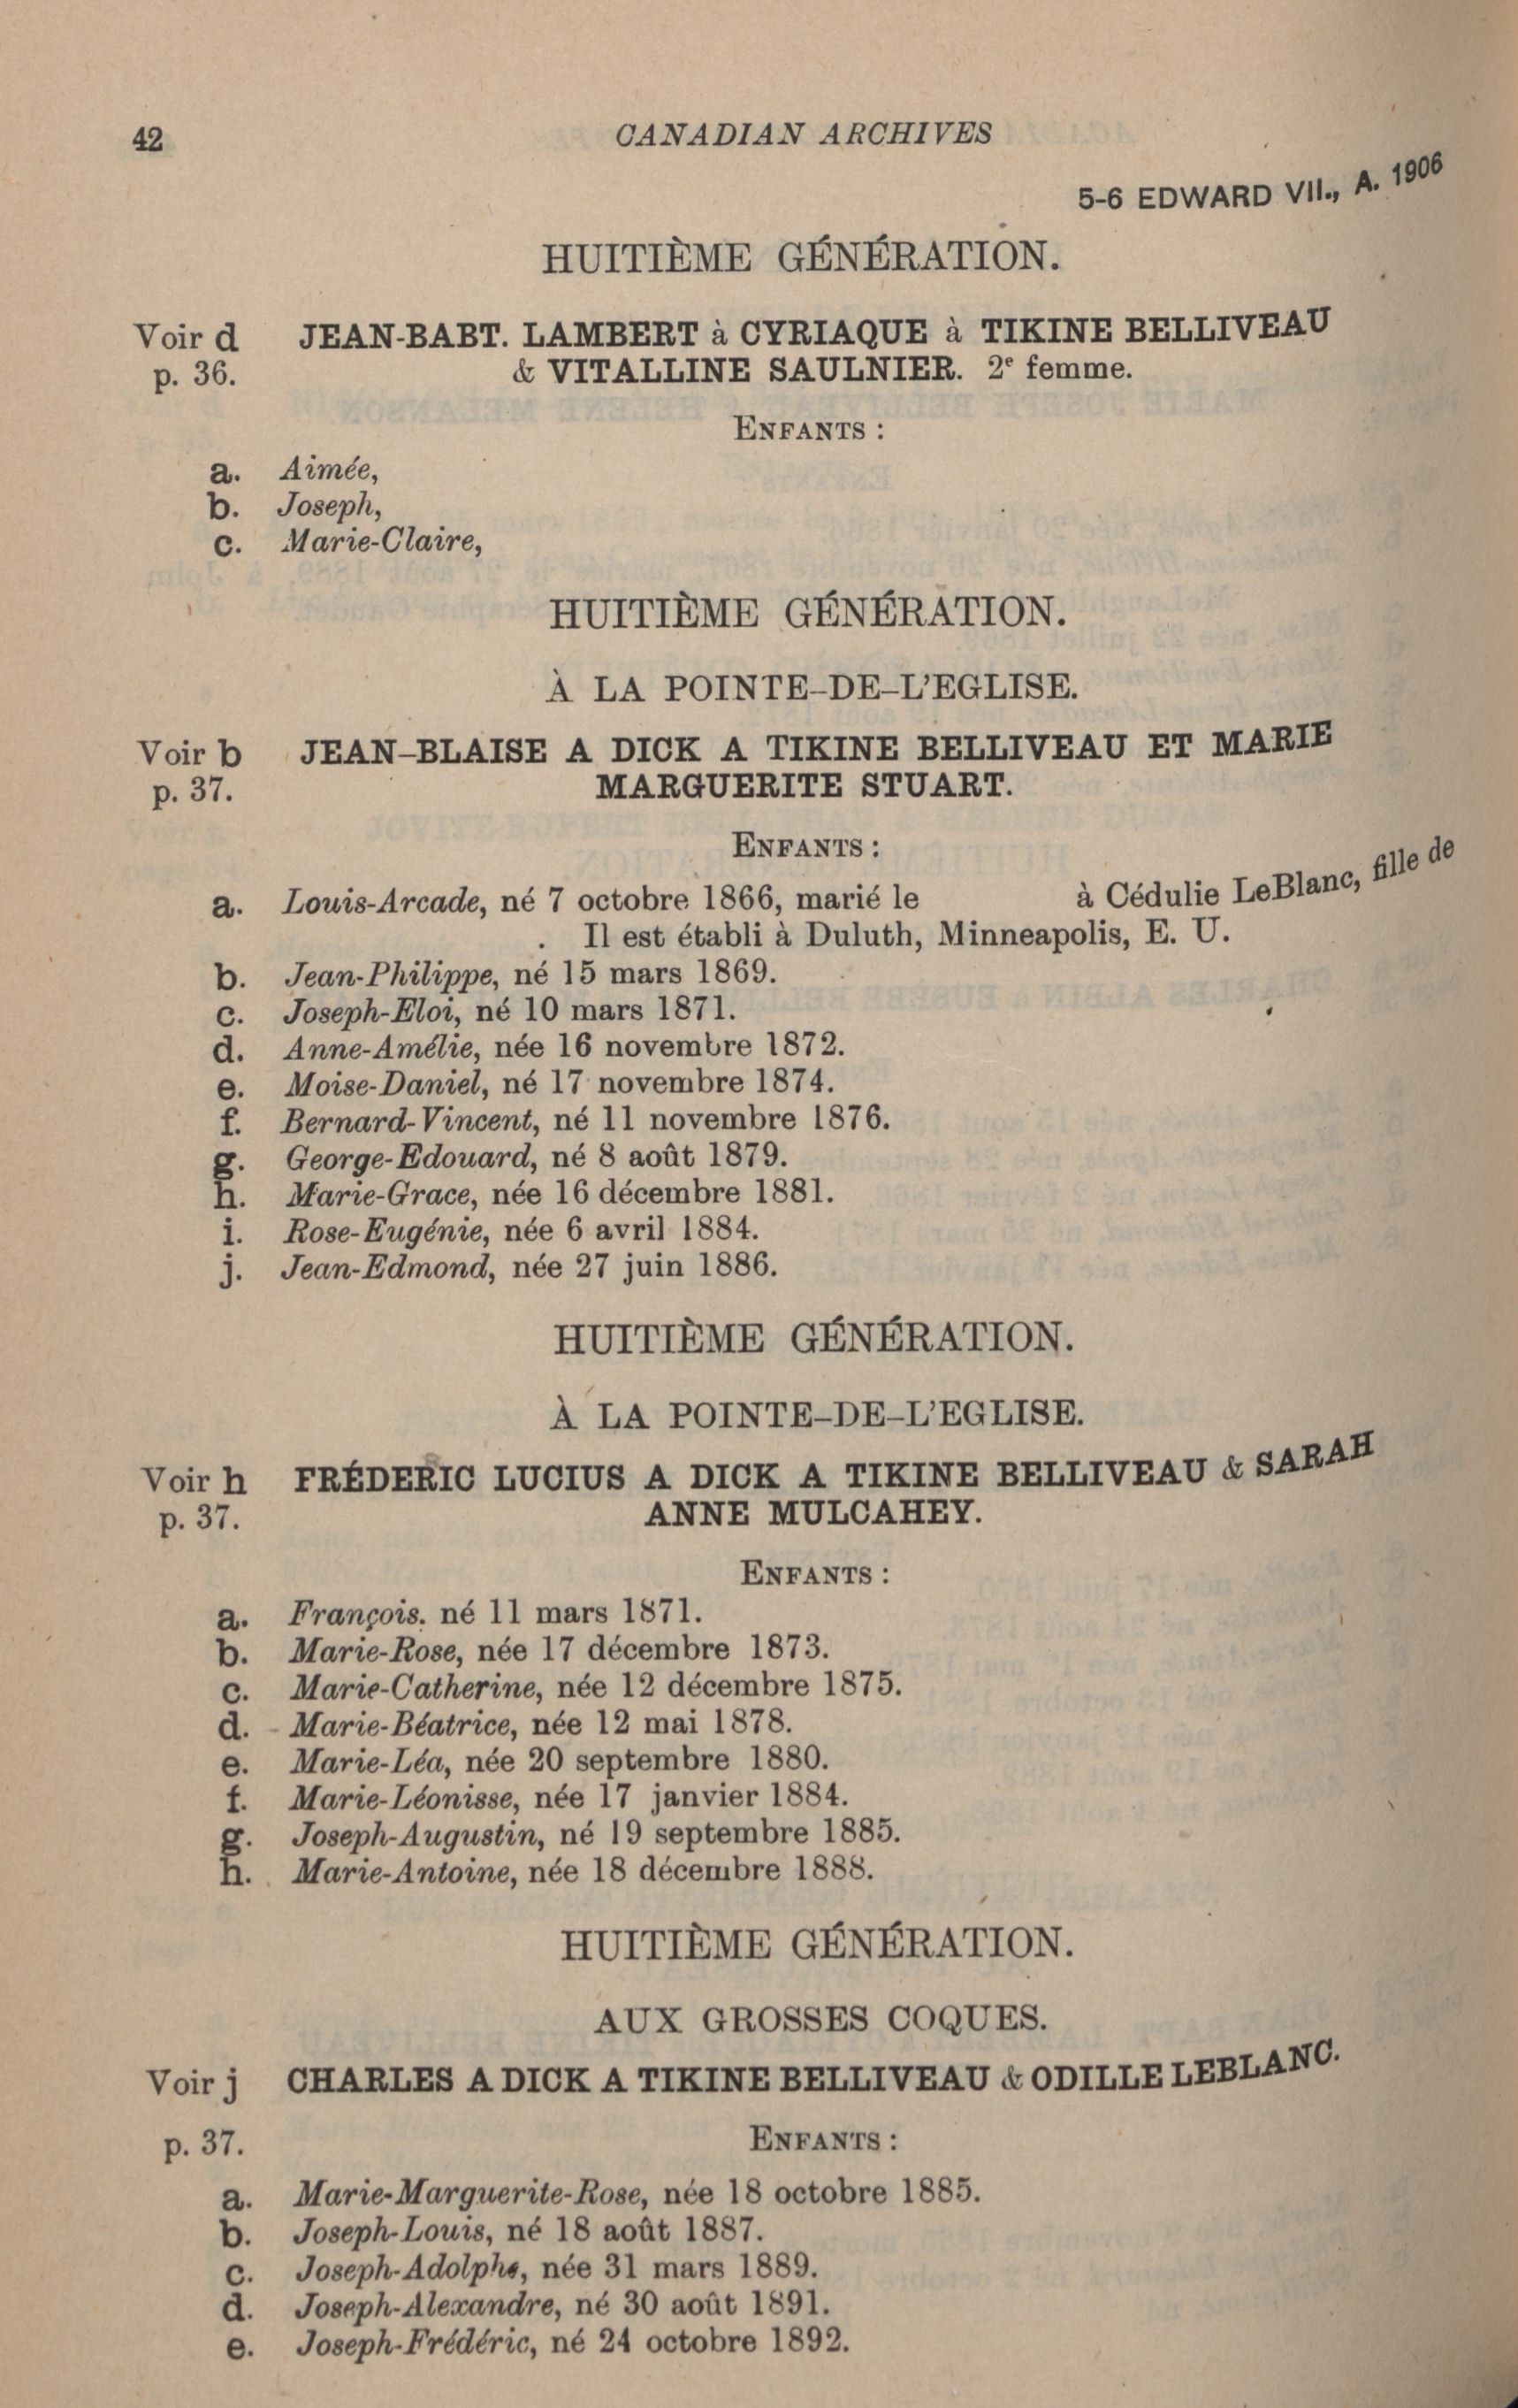 42 CANADIAN ARCHIVES
5-6 EDWARD VII., A. 1906
HUITIÈME GÉNÉRATION.
Voir d JEAN-BABT. LAMBERT à CYRIAQUE à TIKINE BELLIVEAU
p. 36. & VITALLINE SAULNIER. 2e femme.
ENFANTS :
a. Aimée,
b. Joseph,
c. Marie-Claire,
HUITIÈME GÉNÉRATION.
À LA POINTE-DE-L'EGLISE.
Voir b JEAN-BLAISE A DICK A TIKINE BELLIVEAU ET MARIE
p. 37. MARGUERITE STUART.
ENFANTS :
a. Louis-Arcade, né 7 octobre 1866, marié le à Cédulie LeBlanc, fille de
. Il est établi à Duluth, Minneapolis, E. U.
b. Jean-Philippe, né 15 mars 1869.
c. Joseph-Eloi, né 10 mars 1871.
d. Anne-Amélie, née 16 novembre 1872.
e. Moise-Daniel, né 17 novembre 1874.
f. Bernard-Vincent, né 11 novembre 1876.
g. George-Edouard, né 8 août 1879.
h. Marie-Grace, née 16 décembre 1881.
i. Rose-Eugénie, née 6 avril 1884.
j. Jean-Edmond, née 27 juin 1886.
HUITIÈME GÉNÉRATION.
À LA POINTE-DE-L'EGLISE.
Voir h FRÉDERIC LUCIUS A DICK A TIKINE BELLIVEAU & SARAH
p. 37. ANNE MULCAHEY.
ENFANTS :
a. François. né 11 mars 1871.
b. Marie-Rose, née 17 décembre 1873.
c. Marie-Catherine, née 12 décembre 1875.
d. Marie-Béatrice, née 12 mai 1878.
e. Marie-Léa, née 20 septembre 1880.
f. Marie-Léonisse, née 17 janvier 1884.
g. Joseph-Augustin, né 19 septembre 1885.
h. Marie-Antoine, née 18 décembre 1888.
HUITIÈME GÉNÉRATION.
AUX GROSSES COQUES.
Voir j CHARLES A DICK A TIKINE BELLIVEAU & ODILLE LEBLANC.
p. 37. ENFANTS :
a. Marie-Marguerite-Rose, née 18 octobre 1885.
b. Joseph-Louis, né 18 août 1887.
c. Joseph-Adolphe, née 31 mars 1889.
d. Joseph-Alexandre, né 30 août 1891.
e. Joseph-Frédéric, né 24 octobre 1892.